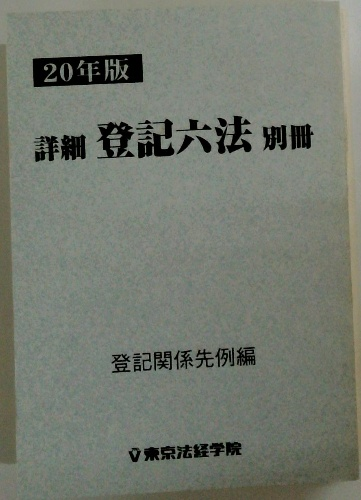 20年版
詳細 登記六法 別冊
登記関係先例編
東京法経学院